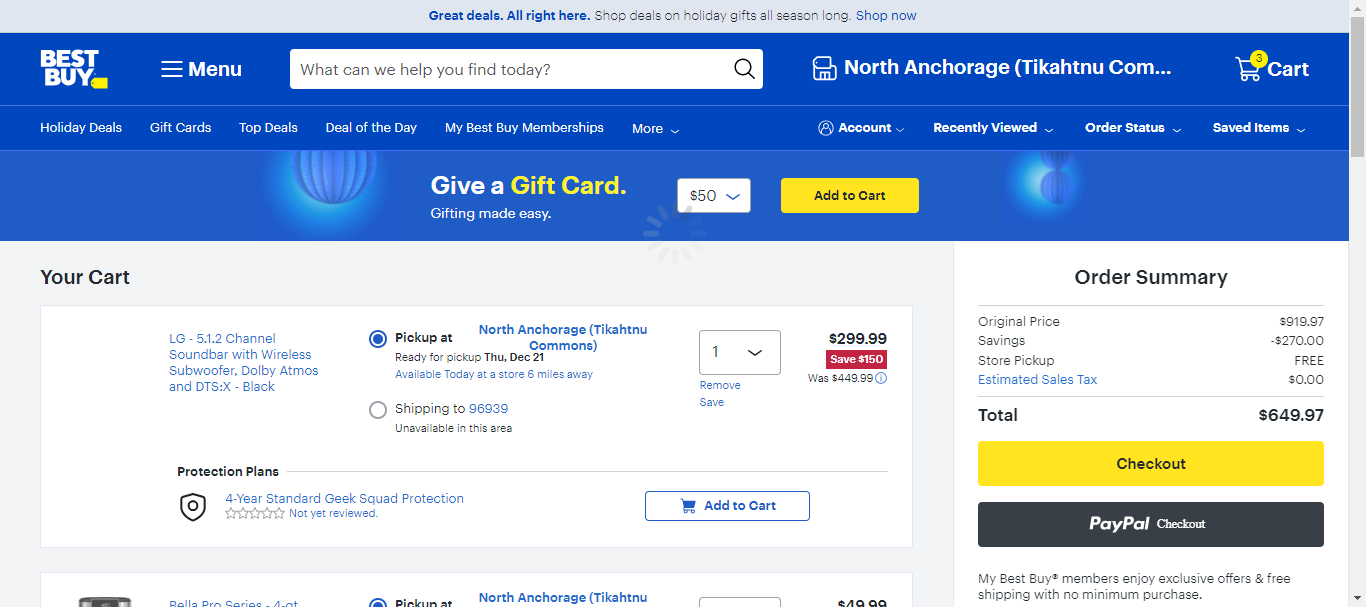 Great deals. All right here. Shop deals on holiday gifts all season long. Shop now
BEST
BUY
Menu
What can we help you find today?
North Anchorage (Tikahtnu Com...
3
Cart
Holiday Deals
Gift Cards
Top Deals
Deal of the Day
My Best Buy Memberships
More
Account
Recently Viewed
Order Status
Saved Items
Give a Gift Card.
Gifting made easy.
$50
Add to Cart
Your Cart
LG - 5.1.2 Channel
Soundbar with Wireless
Subwoofer, Dolby Atmos
and DTS:X - Black
Pickup at
North Anchorage (Tikahtnu
Commons)
Ready for pickup Thu, Dec 21
Available Today at a store 6 miles away
Shipping to 96939
Unavailable in this area
1
Remove
Save
$299.99
Save $150
Was $449.99
Protection Plans
4-Year Standard Geek Squad Protection
Not yet reviewed.
Add to Cart
Bella Pro Series - 4-qt
Pickup at
North Anchorage (Tikahtnu
$49.99
Order Summary
Original Price $919.97
Savings -$270.00
Store Pickup FREE
Estimated Sales Tax $0.00
Total $649.97
Checkout
PayPal Checkout
My Best Buy® members enjoy exclusive offers & free
shipping with no minimum purchase.